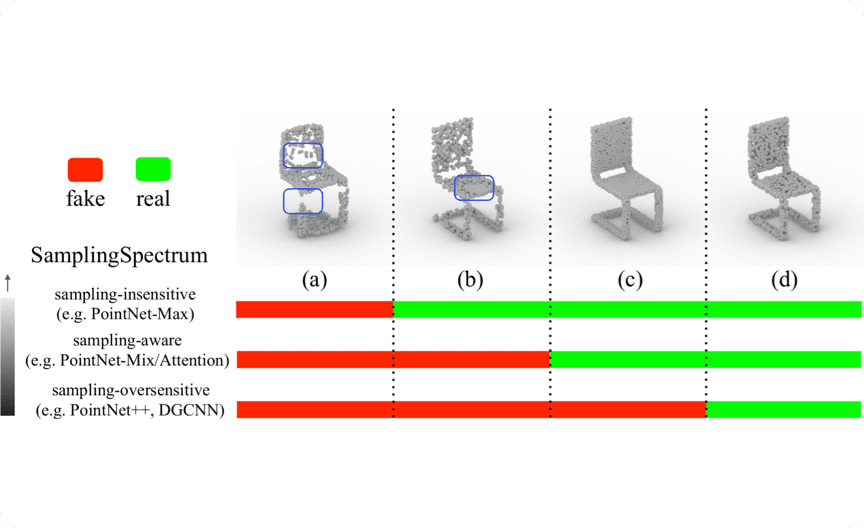 fake
real
SamplingSpectrum
(a)
(b)
(c)
(d)
sampling-insensitive
(e.g. PointNet-Max)
sampling-aware
(e.g. PointNet-Mix/Attention)
sampling-oversensitive
(e.g. PointNet++, DGCNN)